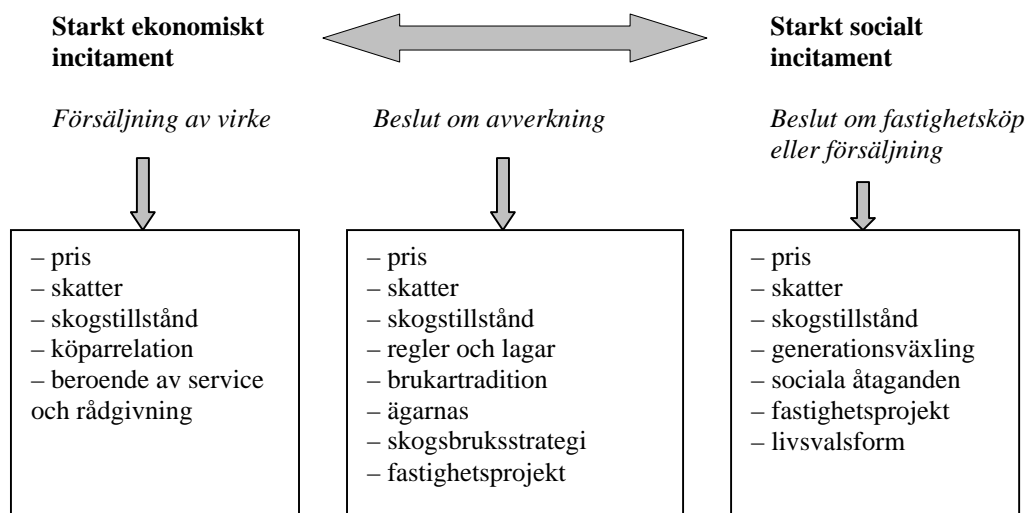 Starkt ekonomiskt
incitament
Starkt socialt
incitament
Försäljning av virke
Beslut om avverkning
Beslut om fastighetsköp
eller försäljning
– pris
– skatter
– skogstillstånd
– köparrelation
– beroende av service
och rådgivning
– pris
– skatter
– skogstillstånd
– regler och lagar
– brukartradition
– ägarnas
– skogsbruksstrategi
– fastighetsprojekt
– pris
– skatter
– skogstillstånd
– generationsväxling
– sociala åtaganden
– fastighetsprojekt
– livsvalsform